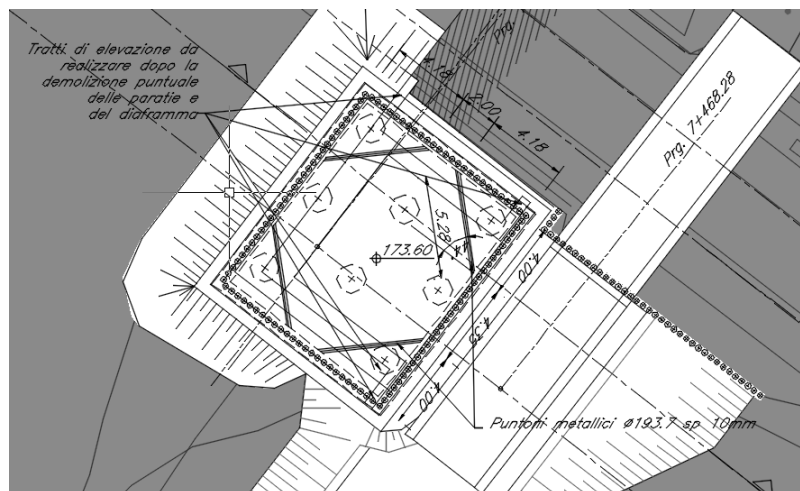 Tratti di elevazione da
realizzare dopo la
demolizione puntuale
delle paratie e
del diaframma
Prg.
4.18
2.00
4.18
Prg. 7+468.28
5.28
173.60
44°
4.00
4.35
4.00
Puntoni metallici Ø193.7 sp 10mm